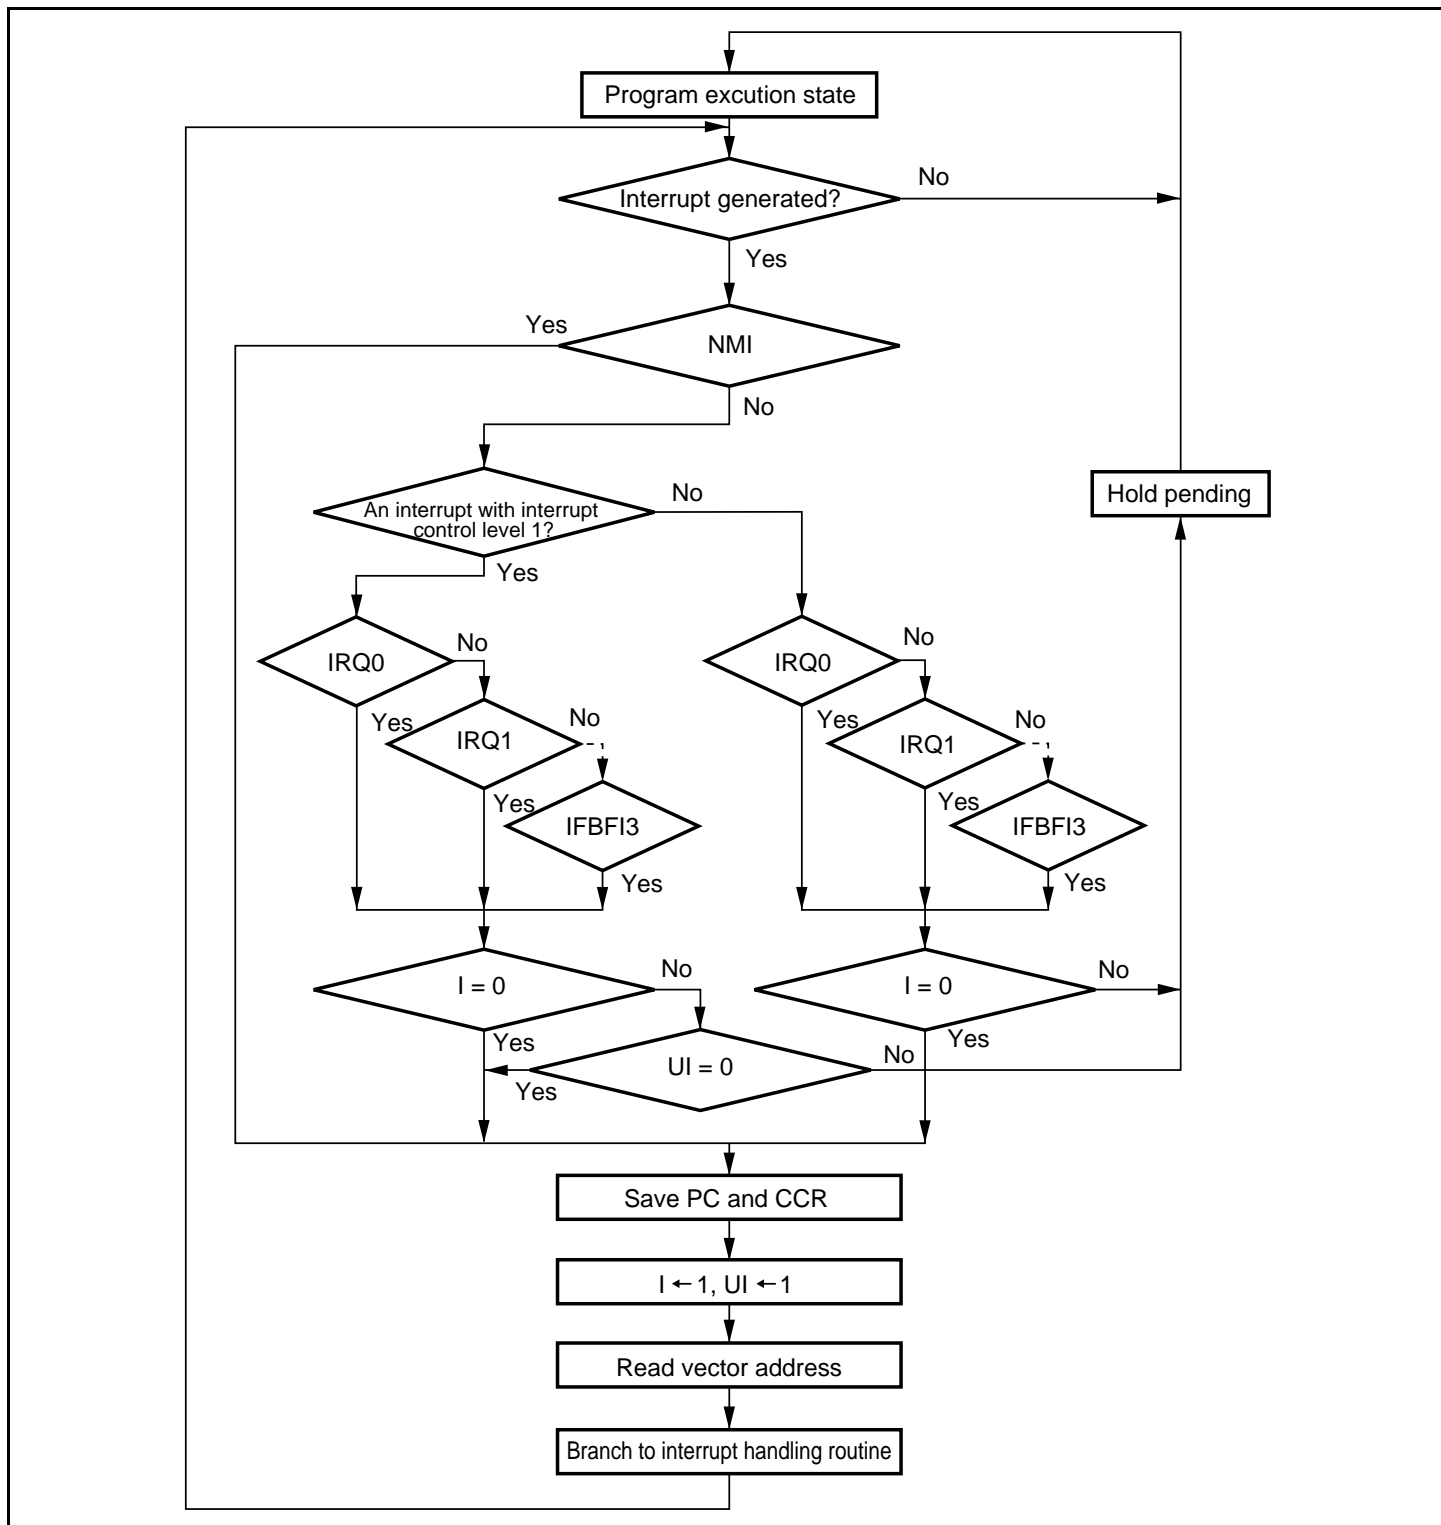 Program excution state
Interrupt generated?
No
Yes
Yes
NMI
No
An interrupt with interrupt
control level 1?
No
Hold pending
Yes
IRQ0
No
IRQ0
No
Yes
IRQ1
No
Yes
IRQ1
No
Yes
IFBFI3
Yes
IFBFI3
Yes
Yes
I = 0
No
I = 0
No
Yes
UI = 0
No
Yes
Yes
Save PC and CCR
I ← 1, UI ← 1
Read vector address
Branch to interrupt handling routine